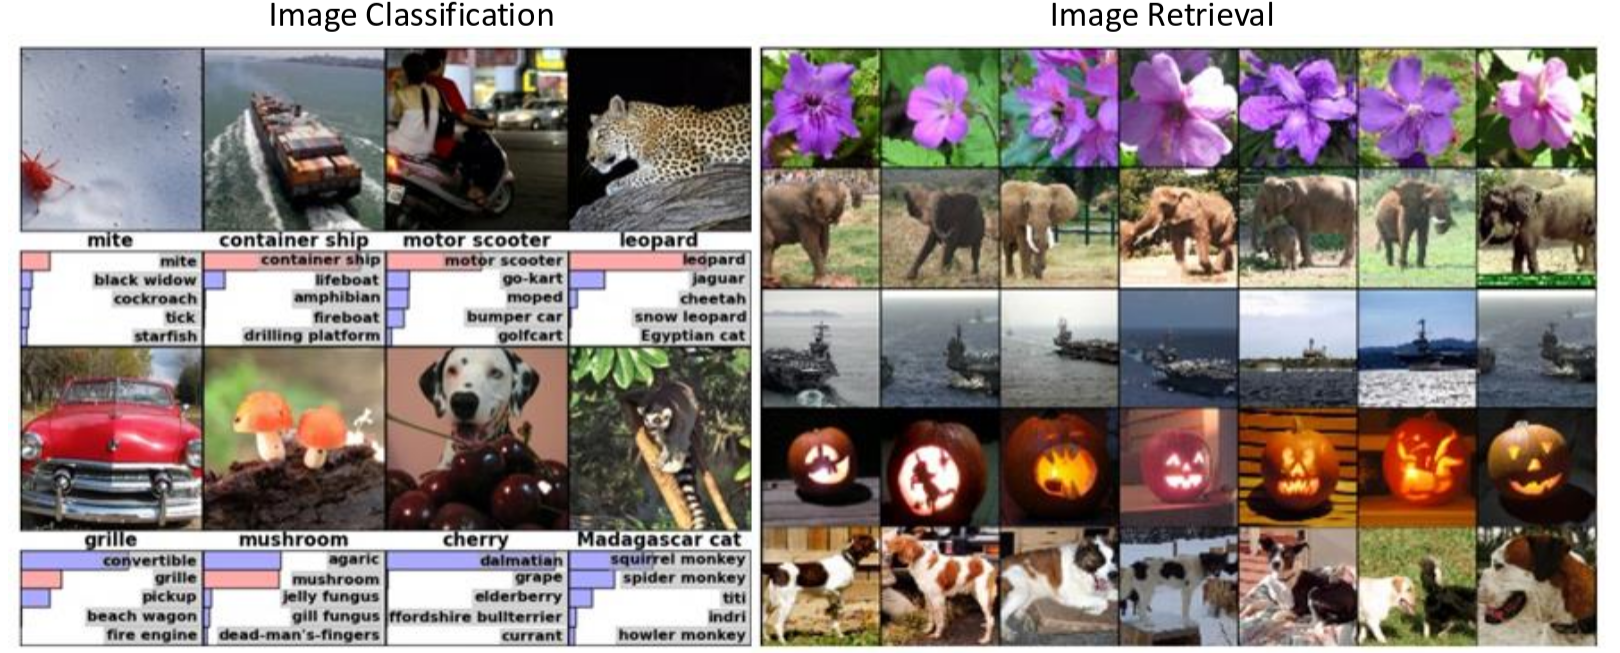 Image Classification
Image Retrieval
mite
container ship
motor scooter
leopard
mite
black widow
cockroach
tick
starfish
container ship
lifeboat
amphibian
fireboat
drilling platform
motor scooter
go-kart
moped
bumper car
golfcart
leopard
jaguar
cheetah
snow leopard
Egyptian cat
grille
mushroom
cherry
Madagascar cat
convertible
grille
pickup
beach wagon
fire engine
agaric
mushroom
jelly fungus
gill fungus
dead-man's-fingers
dalmatian
grape
elderberry
ffordshire bullterrier
currant
squirrel monkey
spider monkey
titi
indri
howler monkey